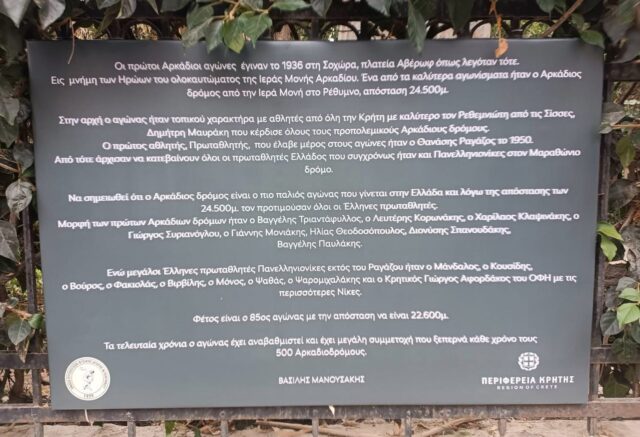 Οι πρώτοι Αρκάδιοι αγώνες έγιναν το 1936 στη Σοχώρα, πλατεία Αβέρωφ όπως λεγόταν τότε.
Εις μνήμη των Ηρώων του ολοκαυτώματος της Ιεράς Μονής Αρκαδίου. Ένα από τα καλύτερα αγωνίσματα ήταν ο Αρκάδιος
δρόμος από την Ιερά Μονή στο Ρέθυμνο, απόσταση 24.500μ.
Στην αρχή ο αγώνας ήταν τοπικού χαρακτήρα με αθλητές από όλη την Κρήτη με καλύτερο τον Ρεθεμνιώτη από τις Σίσσες,
Δημήτρη Μαυράκη που κέρδισε όλους τους προπολεμικούς Αρκάδιους δρόμους.
Ο πρώτος αθλητής, Πρωταθλητής, που έλαβε μέρος στους αγώνες ήταν ο Θανάσης Ραγάζος το 1950.
Από τότε άρχισαν να κατεβαίνουν όλοι οι πρωταθλητές Ελλάδος που συγχρόνως ήταν και Πανελληνιονίκες στον Μαραθώνιο
δρόμο.
Να σημειωθεί ότι ο Αρκάδιος δρόμος είναι ο πιο παλιός αγώνας που γίνεται στην Ελλάδα και λόγω της απόστασης των
24.500μ. τον προτιμούσαν όλοι οι Έλληνες πρωταθλητές.
Μορφή των πρώτων Αρκάδιων δρόμων ήταν ο Βαγγέλης Τριαντάφυλλος, ο Λευτέρης Κορωνάκης, ο Χαρίλαος Κλαψινάκης, ο
Γιώργος Συριανόγλου, ο Γιάννης Μονιάκης, Ηλίας Θεοδοσόπουλος, Διονύσης Σπανουδάκης,
Βαγγέλης Παυλάκης.
Ενώ μεγάλοι Έλληνες πρωταθλητές Πανελληνιονίκες εκτός του Ραγάζου ήταν ο Μάνδαλος, ο Κουσίδης,
ο Βούρος, ο Φακιολάς, ο Βιρβίλης, ο Μόνος, ο Ψαθάς, ο Ψαρομιχαλάκης και ο Κρητικός Γιώργος Αφορδάκος του ΟΦΗ με τις
περισσότερες Νίκες.
Φέτος είναι ο 85ος αγώνας με την απόσταση να είναι 22.600μ.
Τα τελευταία χρόνια ο αγώνας έχει αναβαθμιστεί και έχει μεγάλη συμμετοχή που ξεπερνά κάθε χρόνο τους
500 Αρκαδιοδρόμους.
ΒΑΣΙΛΗΣ ΜΑΝΟΥΣΑΚΗΣ
ΠΕΡΙΦΕΡΕΙΑ ΚΡΗΤΗΣ
REGION OF CRETE